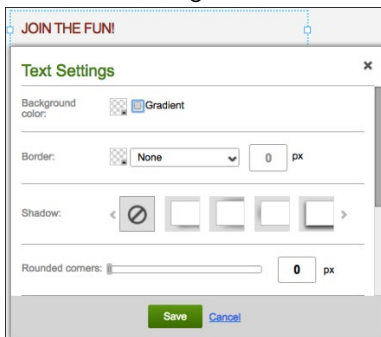 JOIN THE FUN!
Text Settings
Background color:
Gradient
Border:
None
0 px
Shadow:
Rounded corners:
0 px
Save Cancel